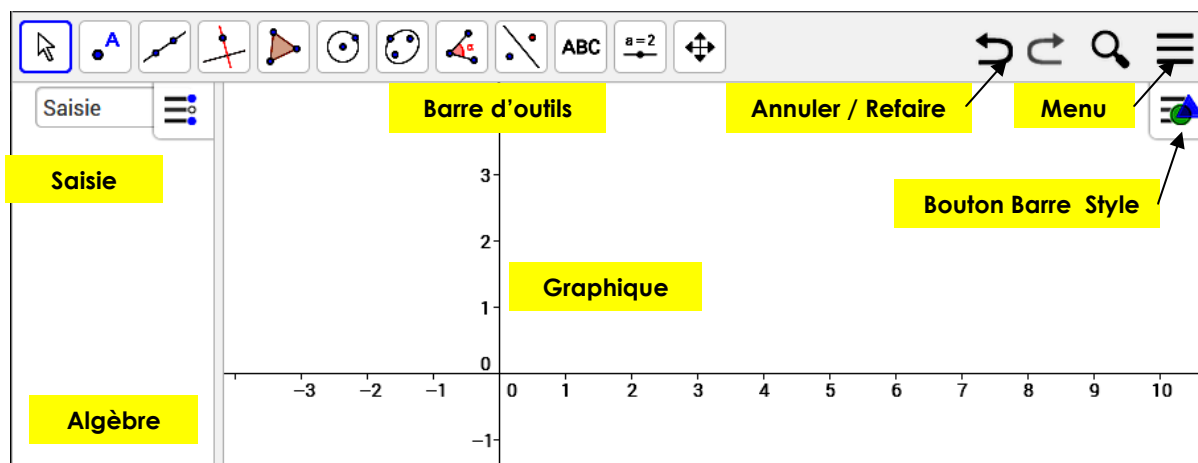 A
α
ABC
a=2
Saisie
Barre d'outils
Annuler / Refaire
Menu
Saisie
Bouton Barre  Style
Graphique
Algèbre
3
2
1
0
−1
−3 −2 −1 0 1 2 3 4 5 6 7 8 9 10